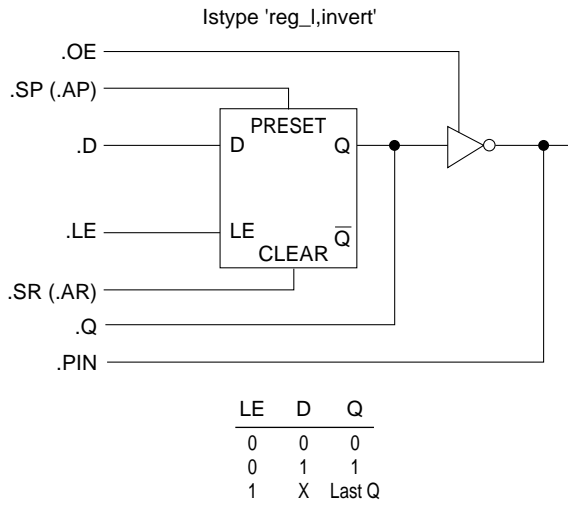 Istype 'reg_l,invert'
.OE
.SP (.AP)
PRESET
.D
D Q
.LE
LE Q̅
CLEAR
.SR (.AR)
.Q
.PIN
LE D Q
0 0 0
0 1 1
1 X Last Q